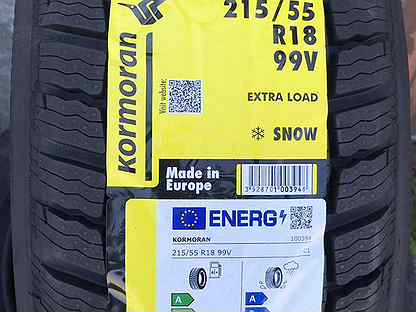 kormoran
Visit website:
215/55
R18
99V
EXTRA LOAD
SNOW
Made in
Europe
ENERG
KORMORAN
215/55 R18 99V
C1
A
A